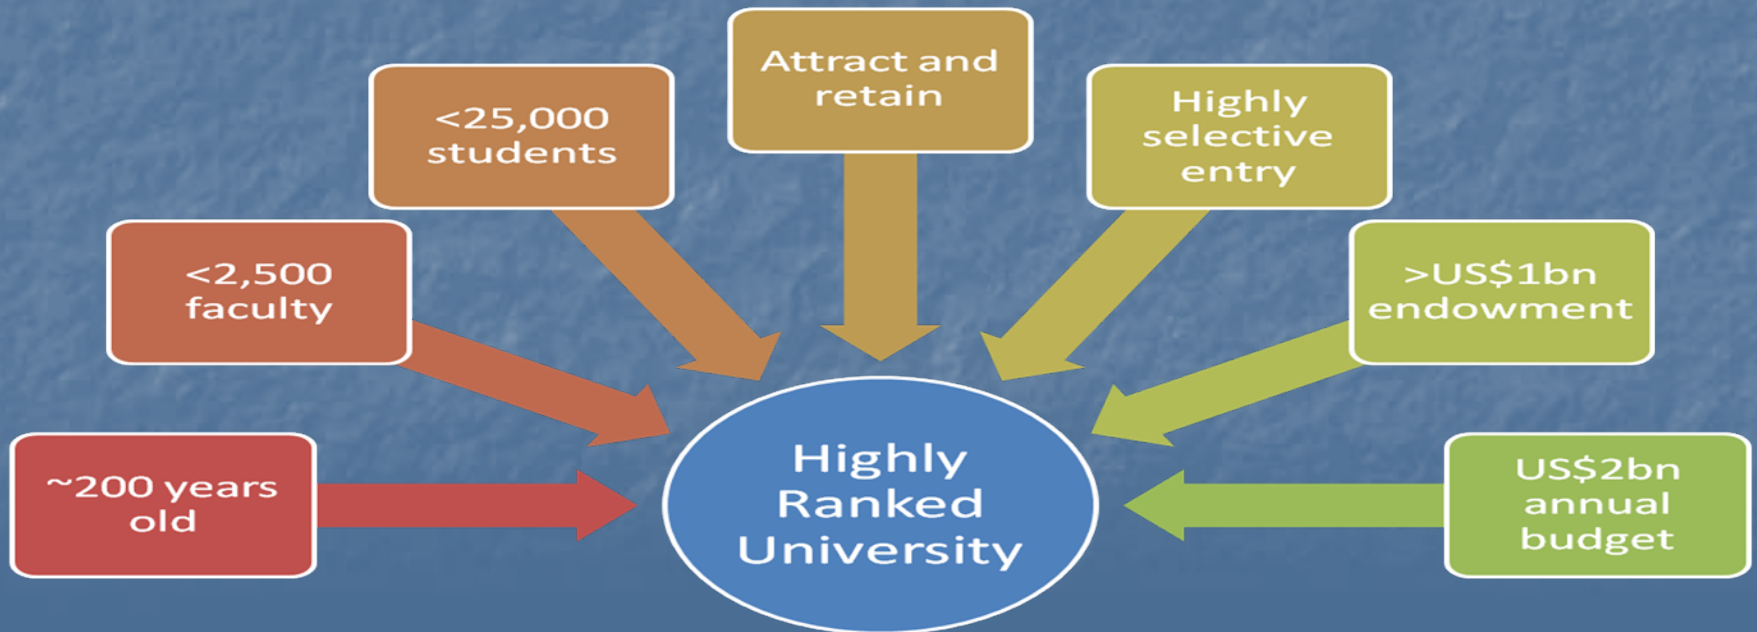 ~200 years
old
<2,500
faculty
<25,000
students
Attract and
retain
Highly
selective
entry
>US$1bn
endowment
US$2bn
annual
budget
Highly
Ranked
University